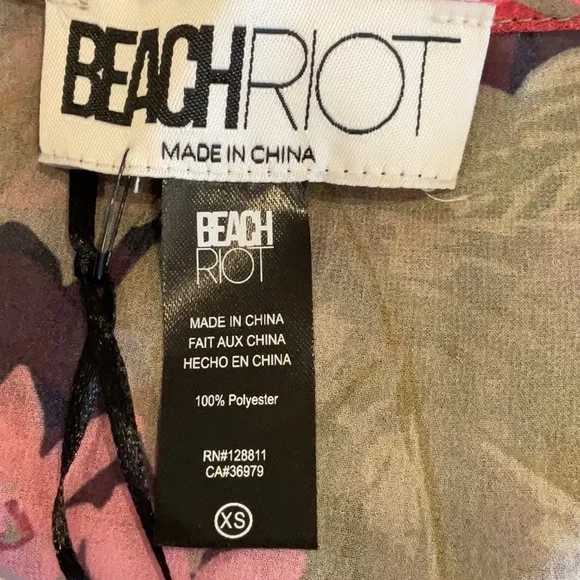 BEACHRIOT
MADE IN CHINA
BEACH
RIOT
MADE IN CHINA
FAIT AUX CHINA
HECHO EN CHINA
100% Polyester
RN#128811
CA#36979
XS